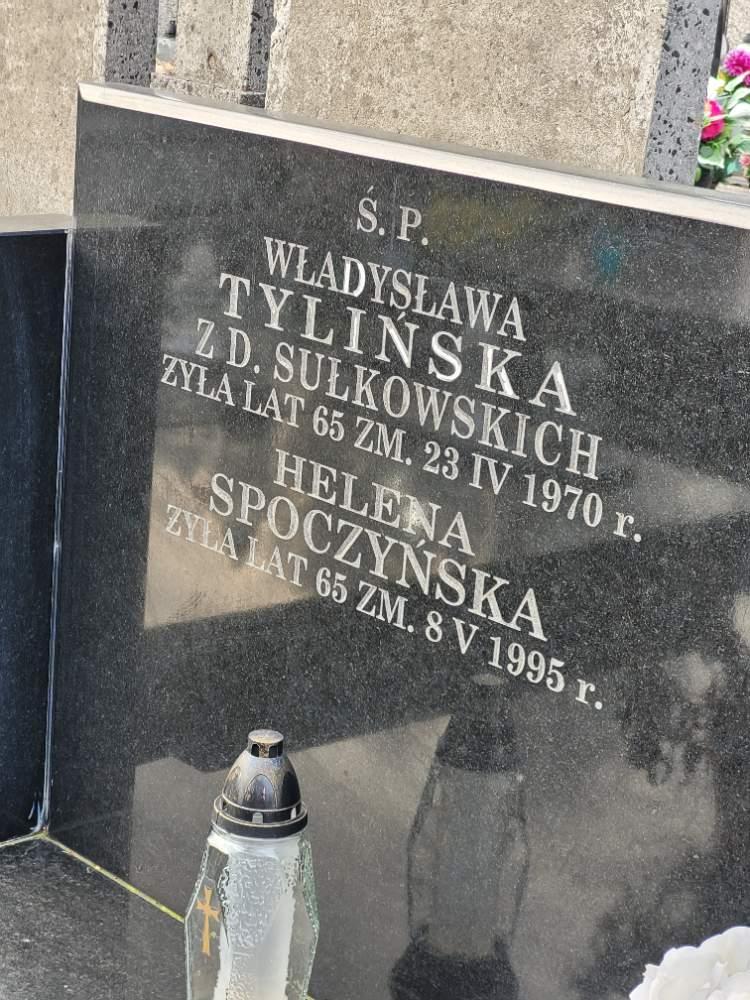 Ś. P.
WŁADYSŁAWA
TYLIŃSKA
Z D. SUŁKOWSKICH
ŻYŁA LAT 65 ZM. 23 IV 1970 r.
HELENA
SPOCZYŃSKA
ŻYŁA LAT 65 ZM. 8 V 1995 r.